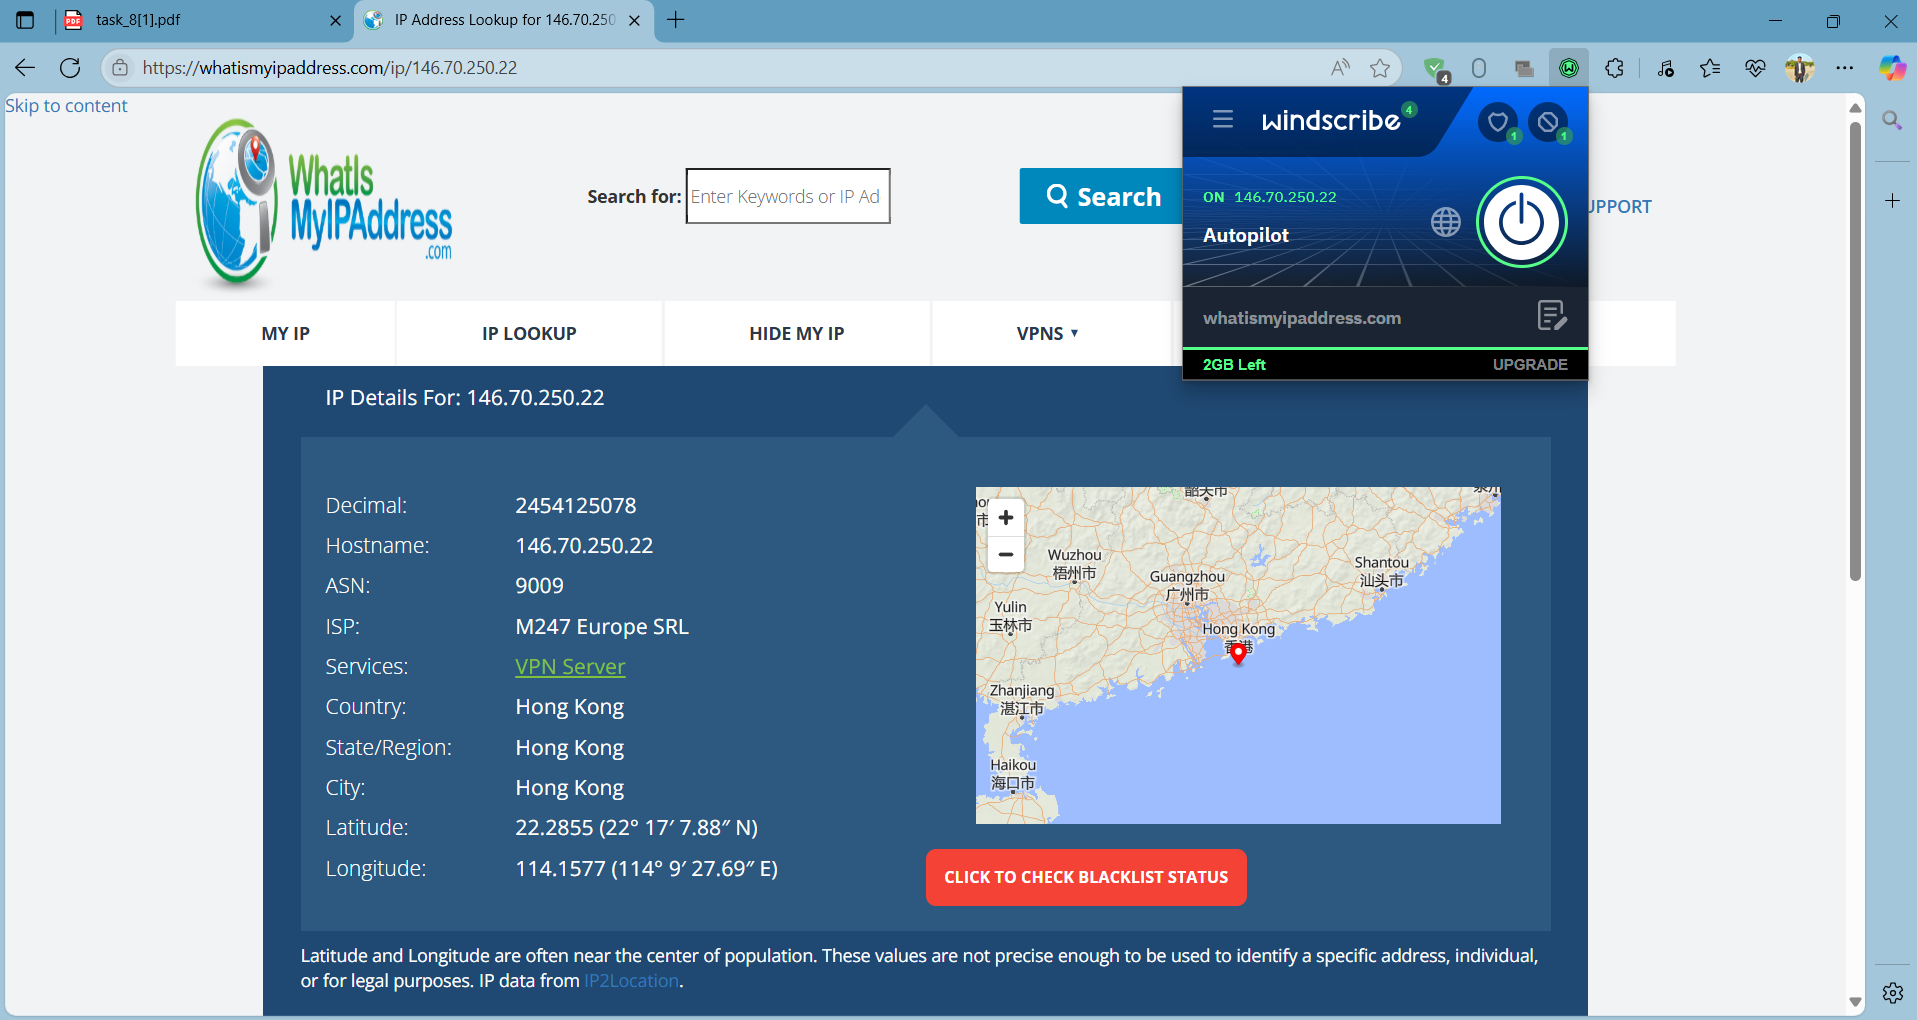 task_8[1].pdf
IP Address Lookup for 146.70.250
https://whatismyipaddress.com/ip/146.70.250.22
4
Skip to content
WhatIs
MyIPAddress
.com
Search for:
Enter Keywords or IP Ad
Search
UPPORT
windscribe
4
1
1
ON 146.70.250.22
Autopilot
whatismyipaddress.com
2GB Left
UPGRADE
MY IP
IP LOOKUP
HIDE MY IP
VPNS
IP Details For: 146.70.250.22
Decimal: 2454125078
Hostname: 146.70.250.22
ASN: 9009
ISP: M247 Europe SRL
Services: VPN Server
Country: Hong Kong
State/Region: Hong Kong
City: Hong Kong
Latitude: 22.2855 (22° 17′ 7.88″ N)
Longitude: 114.1577 (114° 9′ 27.69″ E)
+
−
韶关市
Wuzhou
梧州市
Guangzhou
广州市
Shantou
汕头市
Yulin
玉林市
Hong Kong
香港
Zhanjiang
湛江市
Haikou
海口市
CLICK TO CHECK BLACKLIST STATUS
Latitude and Longitude are often near the center of population. These values are not precise enough to be used to identify a specific address, individual,
or for legal purposes. IP data from IP2Location.